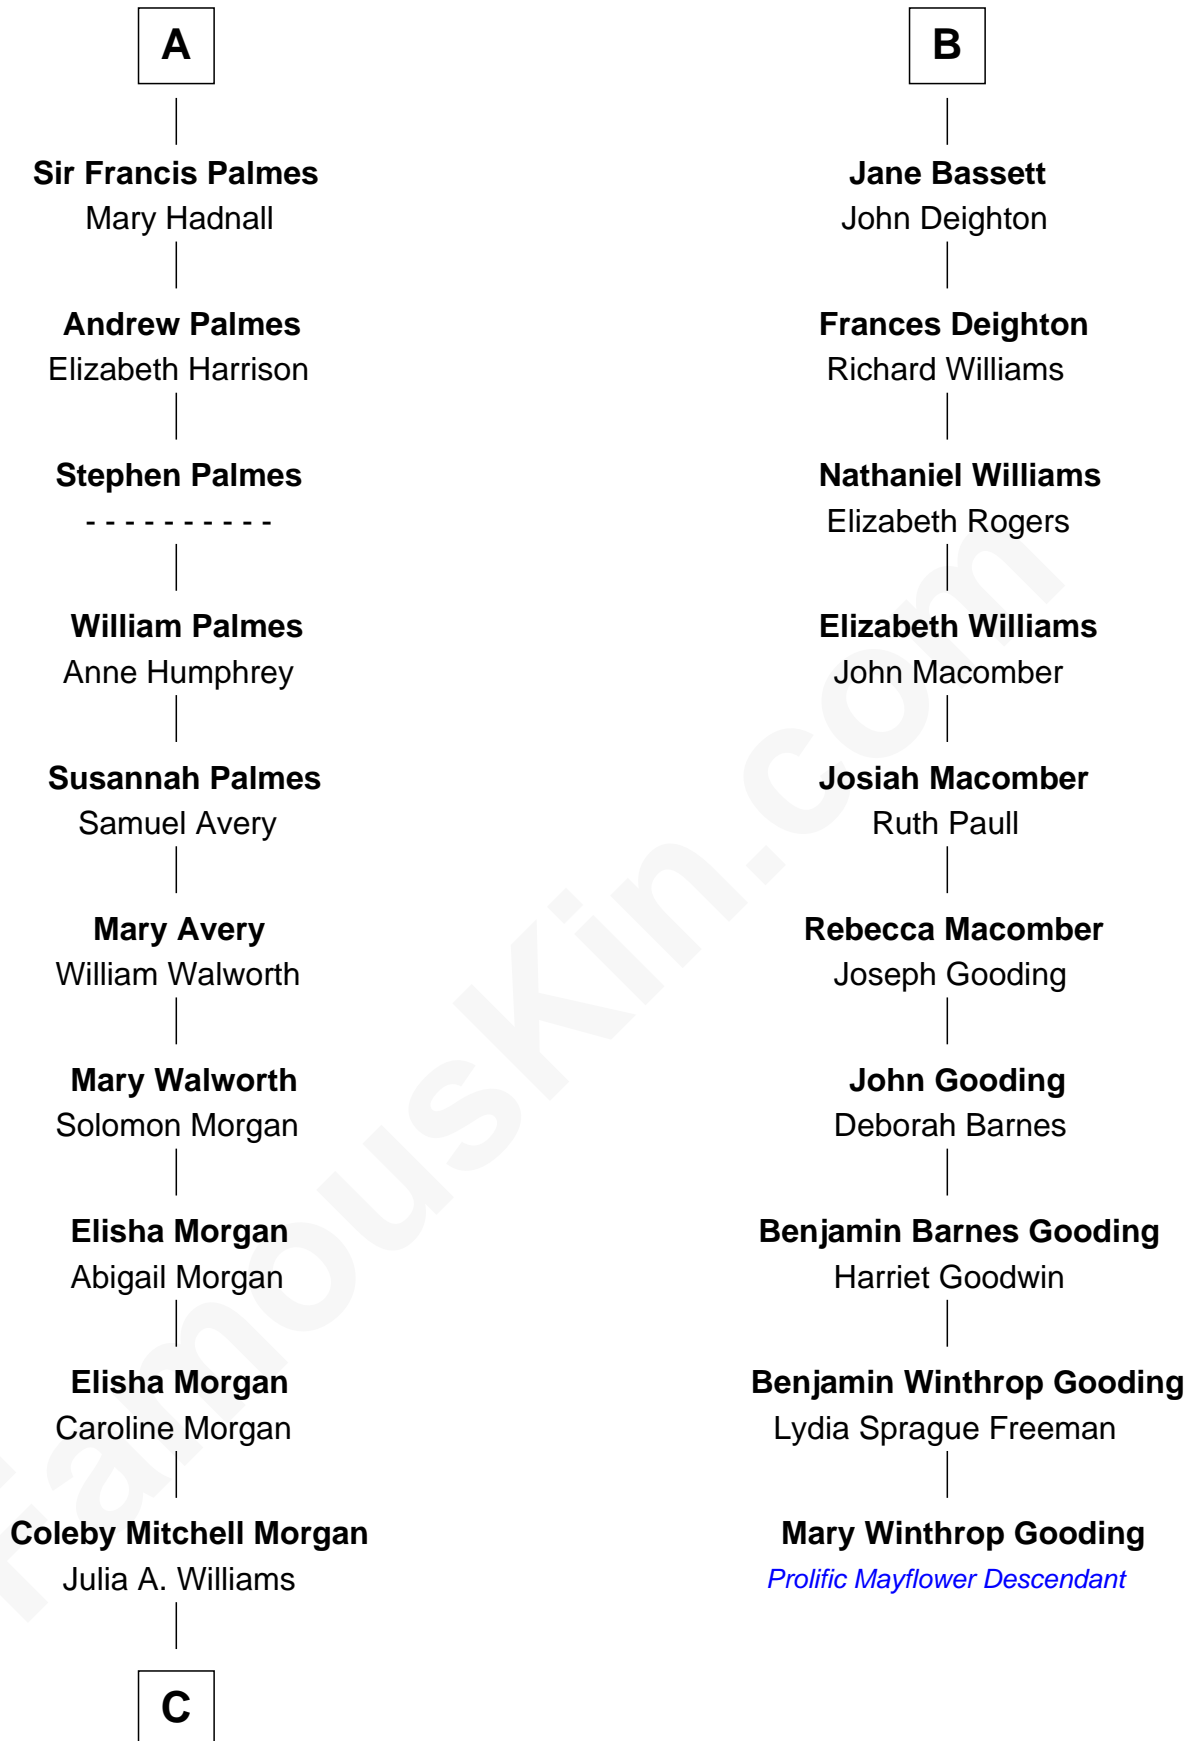 A
Sir Francis Palmes
Mary Hadnall
Andrew Palmes
Elizabeth Harrison
Stephen Palmes
- - - - - - - - - -
William Palmes
Anne Humphrey
Susannah Palmes
Samuel Avery
Mary Avery
William Walworth
Mary Walworth
Solomon Morgan
Elisha Morgan
Abigail Morgan
Elisha Morgan
Caroline Morgan
Coleby Mitchell Morgan
Julia A. Williams
C
B
Jane Bassett
John Deighton
Frances Deighton
Richard Williams
Nathaniel Williams
Elizabeth Rogers
Elizabeth Williams
John Macomber
Josiah Macomber
Ruth Paull
Rebecca Macomber
Joseph Gooding
John Gooding
Deborah Barnes
Benjamin Barnes Gooding
Harriet Goodwin
Benjamin Winthrop Gooding
Lydia Sprague Freeman
Mary Winthrop Gooding
Prolific Mayflower Descendant
FamousKin.com